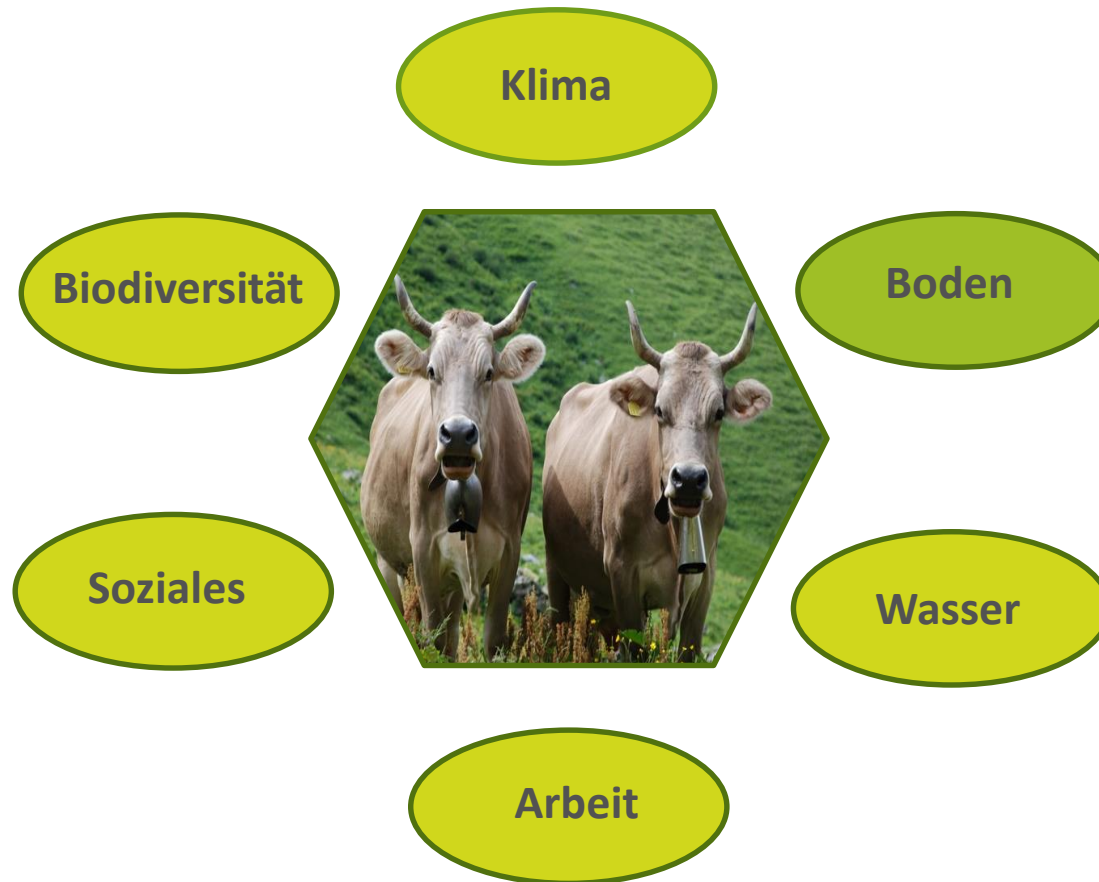 Klima
Biodiversität
Boden
Soziales
Wasser
Arbeit